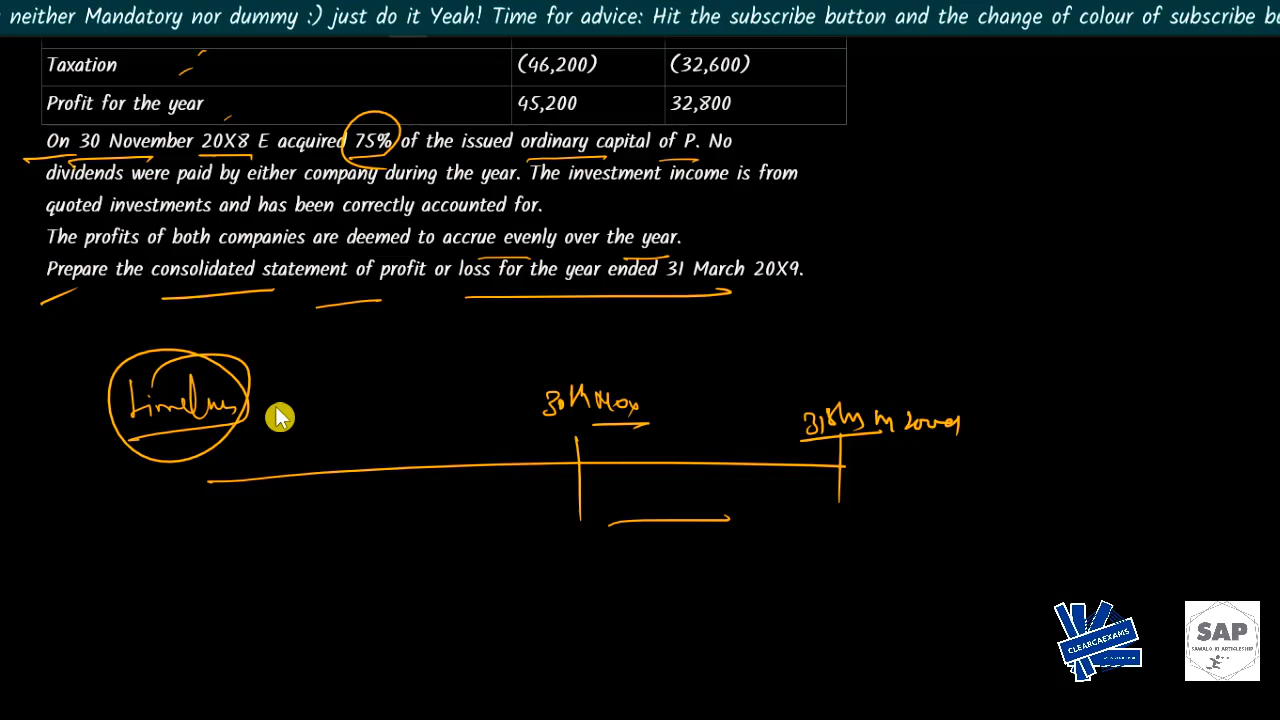 neither Mandatory nor dummy :) just do it Yeah! Time for advice: Hit the subscribe button and the change of colour of subscribe bu
Taxation (46,200) (32,600)
Profit for the year 45,200 32,800
On 30 November 20X8 E acquired 75% of the issued ordinary capital of P. No
dividends were paid by either company during the year. The investment income is from
quoted investments and has been correctly accounted for.
The profits of both companies are deemed to accrue evenly over the year.
Prepare the consolidated statement of profit or loss for the year ended 31 March 20X9.
30th Nov
CLEARCAEXAMS
SAP
SAWALO KI ARTICLESHIP